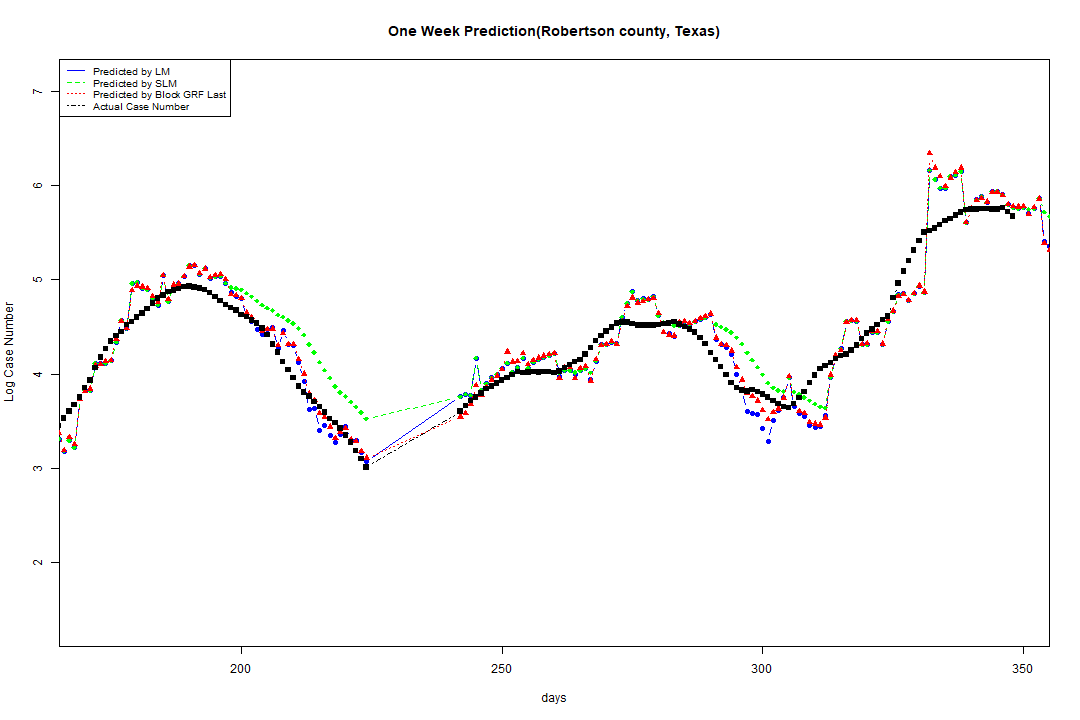 One Week Prediction(Robertson county, Texas)
Predicted by LM
Predicted by SLM
Predicted by Block GRF Last
Actual Case Number
7
6
5
4
3
2
Log Case Number
200
250
300
350
days